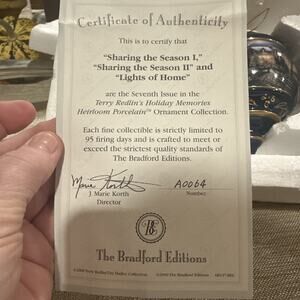 Certificate of Authenticity
This is to certify that
"Sharing the Season I,"
"Sharing the Season II" and
"Lights of Home"
are the Seventh Issue in the
Terry Redlin's Holiday Memories
Heirloom Porcelain™ Ornament Collection.
Each fine collectible is strictly limited to
95 firing days and is crafted to meet or
exceed the strictest quality standards of
The Bradford Editions.
Marie Korth A0064
J. Marie Korth Number
Director
The Bradford Editions